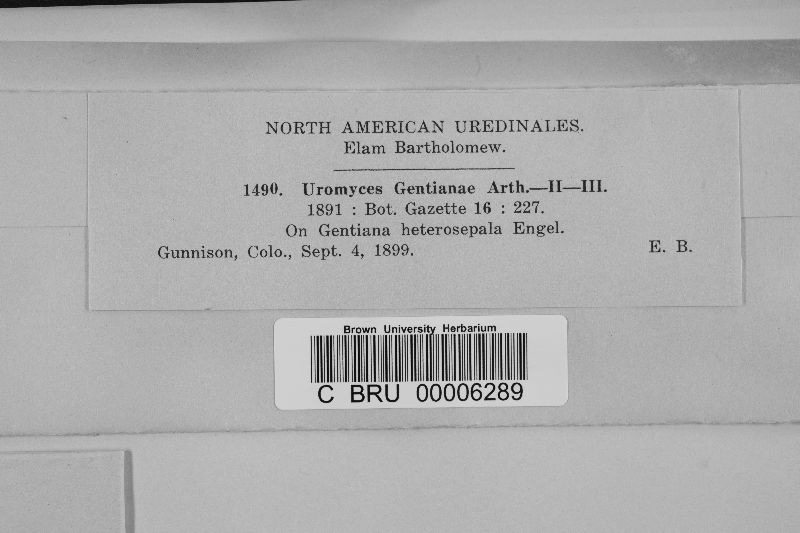 NORTH AMERICAN UREDINALES.
Elam Bartholomew.
1490. Uromyces Gentianae Arth.—II—III.
1891 : Bot. Gazette 16 : 227.
On Gentiana heterosepala Engel.
Gunnison, Colo., Sept. 4, 1899. E. B.
Brown University Herbarium
C BRU 00006289